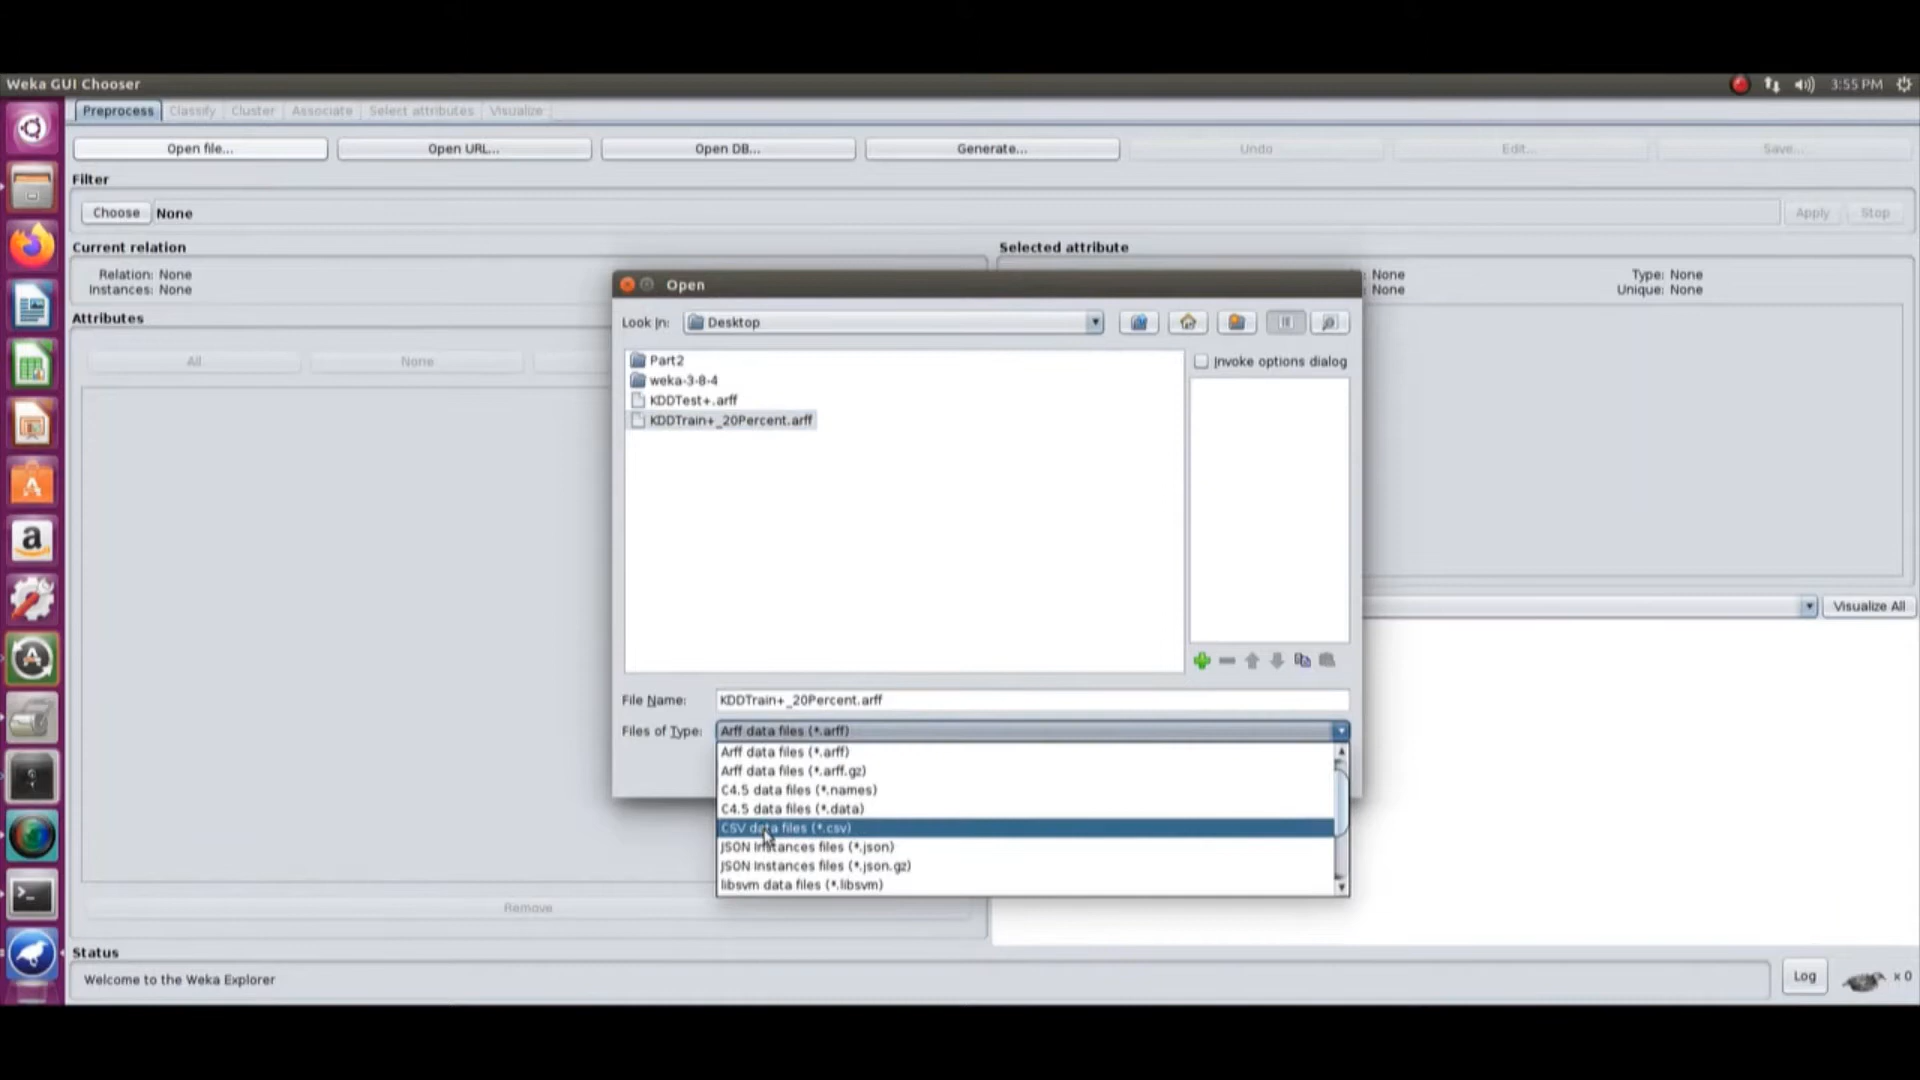 Weka GUI Chooser
3:55 PM
Preprocess Classify Cluster Associate Select attributes Visualize
Open file... Open URL... Open DB... Generate... Undo Edit... Save...
Filter
Choose None Apply Stop
Current relation
Relation: None
Instances: None
Selected attribute
: None Type: None
: None Unique: None
Attributes
All None
Remove
Visualize All
Open
Look In: Desktop
Part2
weka-3-8-4
KDDTest+.arff
KDDTrain+_20Percent.arff
Invoke options dialog
File Name: KDDTrain+_20Percent.arff
Files of Type: Arff data files (*.arff)
Arff data files (*.arff)
Arff data files (*.arff.gz)
C4.5 data files (*.names)
C4.5 data files (*.data)
CSV data files (*.csv)
JSON Instances files (*.json)
JSON Instances files (*.json.gz)
libsvm data files (*.libsvm)
Status
Welcome to the Weka Explorer
Log x 0